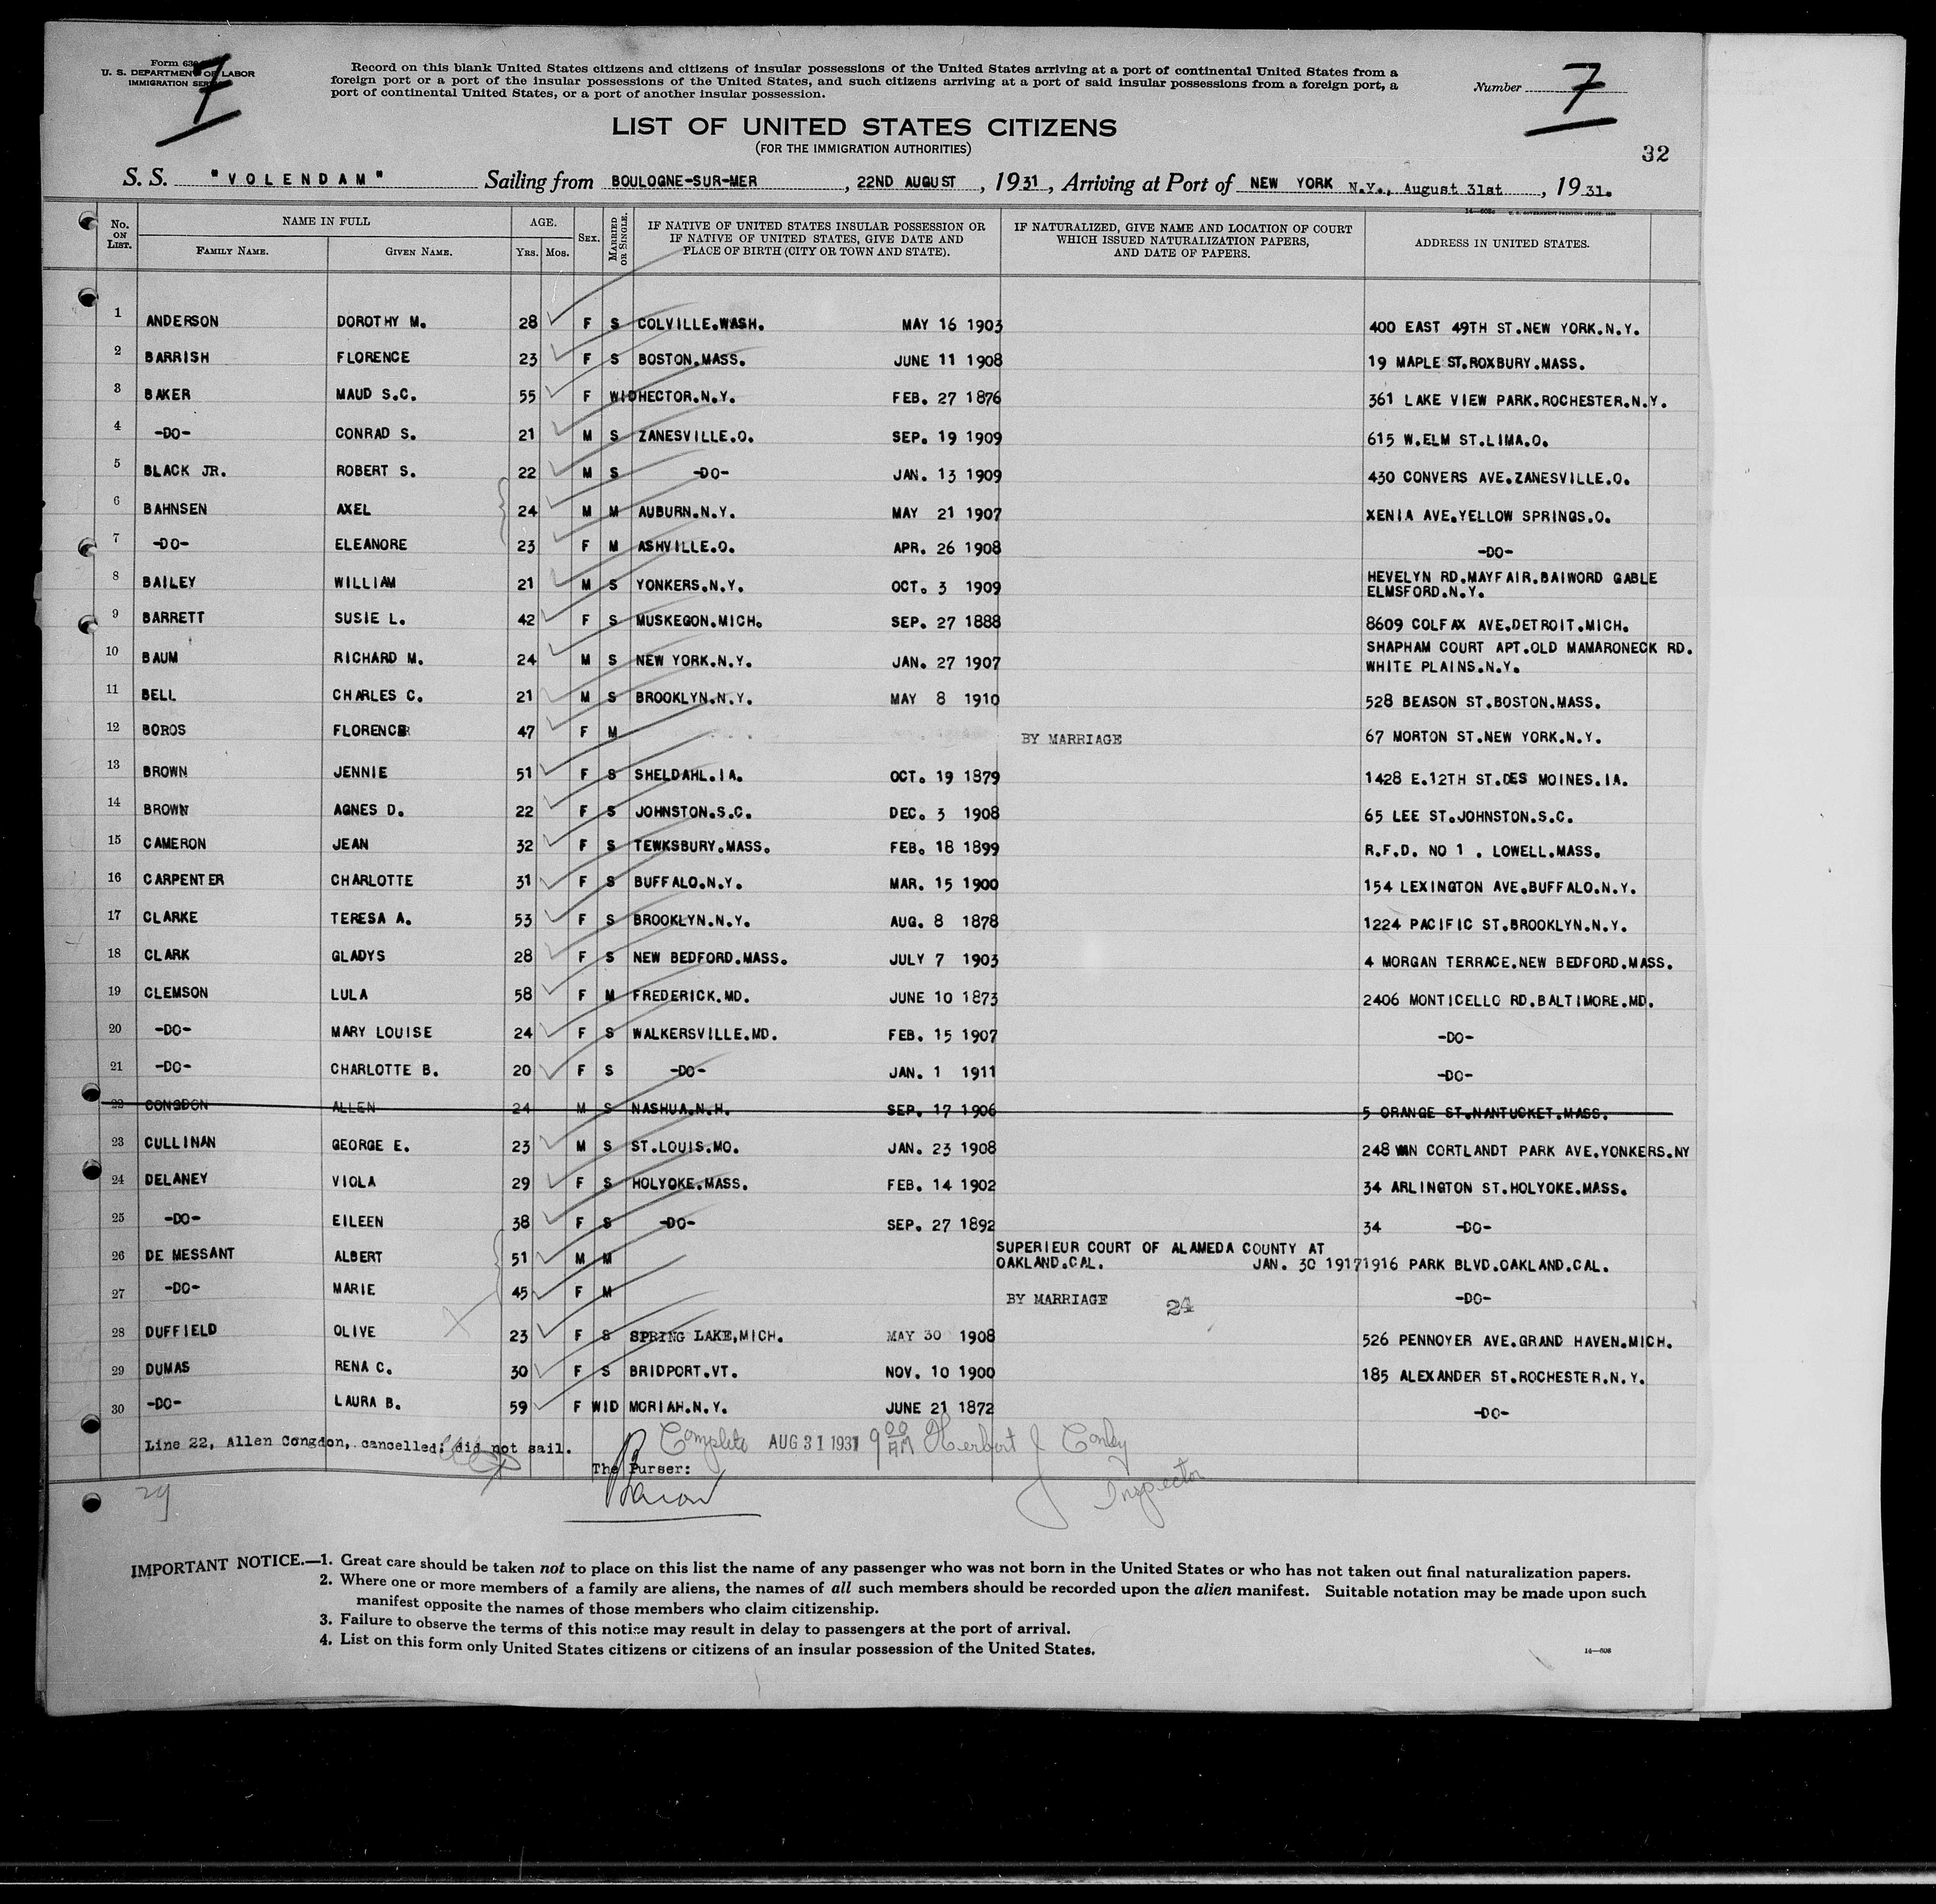 Form 630
U. S. DEPARTMENT OF LABOR
IMMIGRATION SERVICE
7
Record on this blank United States citizens and citizens of insular possessions of the United States arriving at a port of continental United States from a
foreign port or a port of the insular possessions of the United States, and such citizens arriving at a port of said insular possessions from a foreign port, a
port of continental United States, or a port of another insular possession.
Number 7
LIST OF UNITED STATES CITIZENS
(FOR THE IMMIGRATION AUTHORITIES)
32
S. S. "VOLENDAM" Sailing from BOULOGNE-SUR-MER, 22ND AUGUST, 1931, Arriving at Port of NEW YORK N.Y., August 31st, 1931.
No. ON LIST. NAME IN FULL FAMILY NAME. GIVEN NAME. AGE. Yrs. Mos. SEX. MARRIED OR SINGLE. IF NATIVE OF UNITED STATES INSULAR POSSESSION OR IF NATIVE OF UNITED STATES, GIVE DATE AND PLACE OF BIRTH (CITY OR TOWN AND STATE). IF NATURALIZED, GIVE NAME AND LOCATION OF COURT WHICH ISSUED NATURALIZATION PAPERS, AND DATE OF PAPERS. ADDRESS IN UNITED STATES.
1 ANDERSON DOROTHY M. 28 F S COLVILLE.WASH. MAY 16 1903 400 EAST 49TH ST.NEW YORK.N.Y.
2 BARRISH FLORENCE 23 F S BOSTON.MASS. JUNE 11 1908 19 MAPLE ST.ROXBURY.MASS.
3 BAKER MAUD S.C. 55 F WID HECTOR.N.Y. FEB. 27 1876 361 LAKE VIEW PARK.ROCHESTER.N.Y.
4 -DO- CONRAD S. 21 M S ZANESVILLE.O. SEP. 19 1909 615 W.ELM ST.LIMA.O.
5 BLACK JR. ROBERT S. 22 M S -DO- JAN. 13 1909 430 CONVERS AVE.ZANESVILLE.O.
6 BAHNSEN AXEL 24 M M AUBURN.N.Y. MAY 21 1907 XENIA AVE.YELLOW SPRINGS.O.
7 -DO- ELEANORE 23 F M ASHVILLE.O. APR. 26 1908 -DO-
8 BAILEY WILLIAM 21 M S YONKERS.N.Y. OCT. 3 1909 HEVELYN RD.MAYFAIR.BAIWORD GABLE
ELMSFORD.N.Y.
9 BARRETT SUSIE L. 42 F S MUSKEGON.MICH. SEP. 27 1888 8609 COLFAX AVE.DETROIT.MICH.
10 BAUM RICHARD M. 24 M S NEW YORK.N.Y. JAN. 27 1907 SHAPHAM COURT APT.OLD MAMARONECK RD.
WHITE PLAINS.N.Y.
11 BELL CHARLES C. 21 M S BROOKLYN.N.Y. MAY 8 1910 528 BEASON ST.BOSTON.MASS.
12 BOROS 47 F M BY MARRIAGE 67 MORTON ST.NEW YORK.N.Y.
13 BROWN JENNIE 51 F S SHELDAHL.IA. OCT. 19 1879 1428 E.12TH ST.DES MOINES.IA.
14 BROWN AGNES D. 22 F S JOHNSTON.S.C. DEC. 3 1908 65 LEE ST.JOHNSTON.S.C.
15 CAMERON JEAN 32 F S TEWKSBURY.MASS. FEB. 18 1899 R.F.D. NO 1 . LOWELL.MASS.
16 CARPENTER CHARLOTTE 31 F S BUFFALO.N.Y. MAR. 15 1900 154 LEXINGTON AVE.BUFFALO.N.Y.
17 CLARKE TERESA A. 53 F S BROOKLYN.N.Y. AUG. 8 1878 1224 PACIFIC ST.BROOKLYN.N.Y.
18 CLARK GLADYS 28 F S NEW BEDFORD.MASS. JULY 7 1903 4 MORGAN TERRACE.NEW BEDFORD.MASS.
19 CLEMSON LULA 58 F M FREDERICK.MD. JUNE 10 1873 2406 MONTICELLO RD.BALTIMORE.MD.
20 -DO- MARY LOUISE 24 F S WALKERSVILLE.MD. FEB. 15 1907 -DO-
21 -DO- CHARLOTTE B. 20 F S -DO- JAN. 1 1911 -DO-
22 CONGDON ALLEN 24 M S NASHUA.N.H. SEP. 17 1906 5 ORANGE ST.NANTUCKET.MASS.
23 CULLINAN GEORGE E. 23 M S ST.LOUIS.MO. JAN. 23 1908 248 VAN CORTLANDT PARK AVE.YONKERS.NY
24 DELANEY VIOLA 29 F S HOLYOKE.MASS. FEB. 14 1902 34 ARLINGTON ST.HOLYOKE.MASS.
25 -DO- EILEEN 38 F S -DO- SEP. 27 1892 34 -DO-
26 DE MESSANT ALBERT 51 M M SUPERIEUR COURT OF ALAMEDA COUNTY AT
OAKLAND.CAL. JAN. 30 1917 1916 PARK BLVD.OAKLAND.CAL.
27 -DO- MARIE 45 F M BY MARRIAGE 24 -DO-
28 DUFFIELD OLIVE 23 F S SPRING LAKE,MICH. MAY 30 1908 526 PENNOYER AVE.GRAND HAVEN.MICH.
29 DUMAS RENA C. 30 F S BRIDPORT.VT. NOV. 10 1900 185 ALEXANDER ST.ROCHESTER.N.Y.
30 -DO- LAURA B. 59 F WID MORIAH.N.Y. JUNE 21 1872 -DO-
Line 22, Allen Congdon, cancelled; did not sail. Complete AUG 31 1931 9 00 AM Herbert J Conley
The Purser:
Inspector
29
IMPORTANT NOTICE.—1. Great care should be taken not to place on this list the name of any passenger who was not born in the United States or who has not taken out final naturalization papers.
2. Where one or more members of a family are aliens, the names of all such members should be recorded upon the alien manifest. Suitable notation may be made upon such
manifest opposite the names of those members who claim citizenship.
3. Failure to observe the terms of this notice may result in delay to passengers at the port of arrival.
4. List on this form only United States citizens or citizens of an insular possession of the United States.